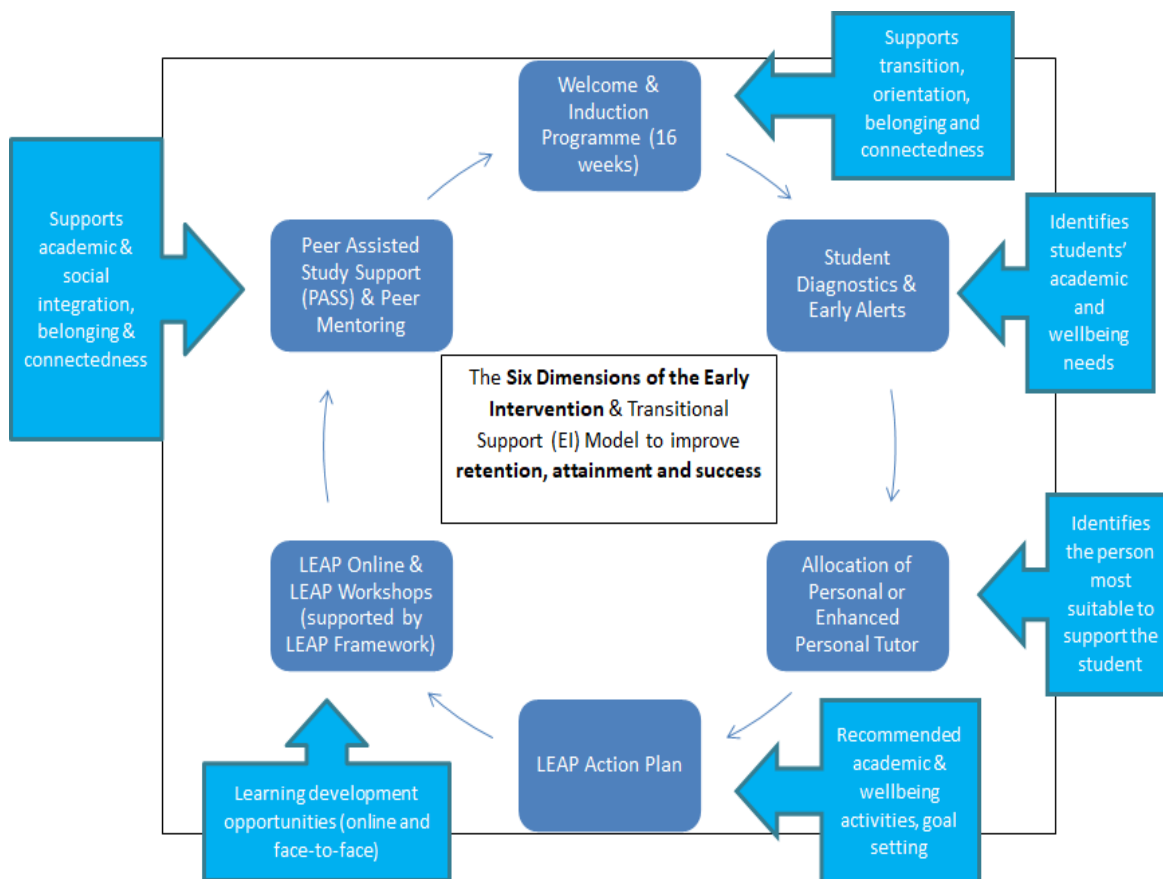 Welcome &
Induction
Programme (16
weeks)
Supports
transition,
orientation,
belonging and
connectedness
Student
Diagnostics &
Early Alerts
Identifies
students’
academic
and
wellbeing
needs
Allocation of
Personal or
Enhanced
Personal Tutor
Identifies
the person
most
suitable to
support the
student
LEAP Action Plan
Recommended
academic &
wellbeing
activities, goal
setting
LEAP Online &
LEAP Workshops
(supported by
LEAP Framework)
Learning development
opportunities (online and
face-to-face)
Peer Assisted
Study Support
(PASS) & Peer
Mentoring
Supports
academic &
social
integration,
belonging &
connectedness
The Six Dimensions of the Early
Intervention & Transitional
Support (EI) Model to improve
retention, attainment and success